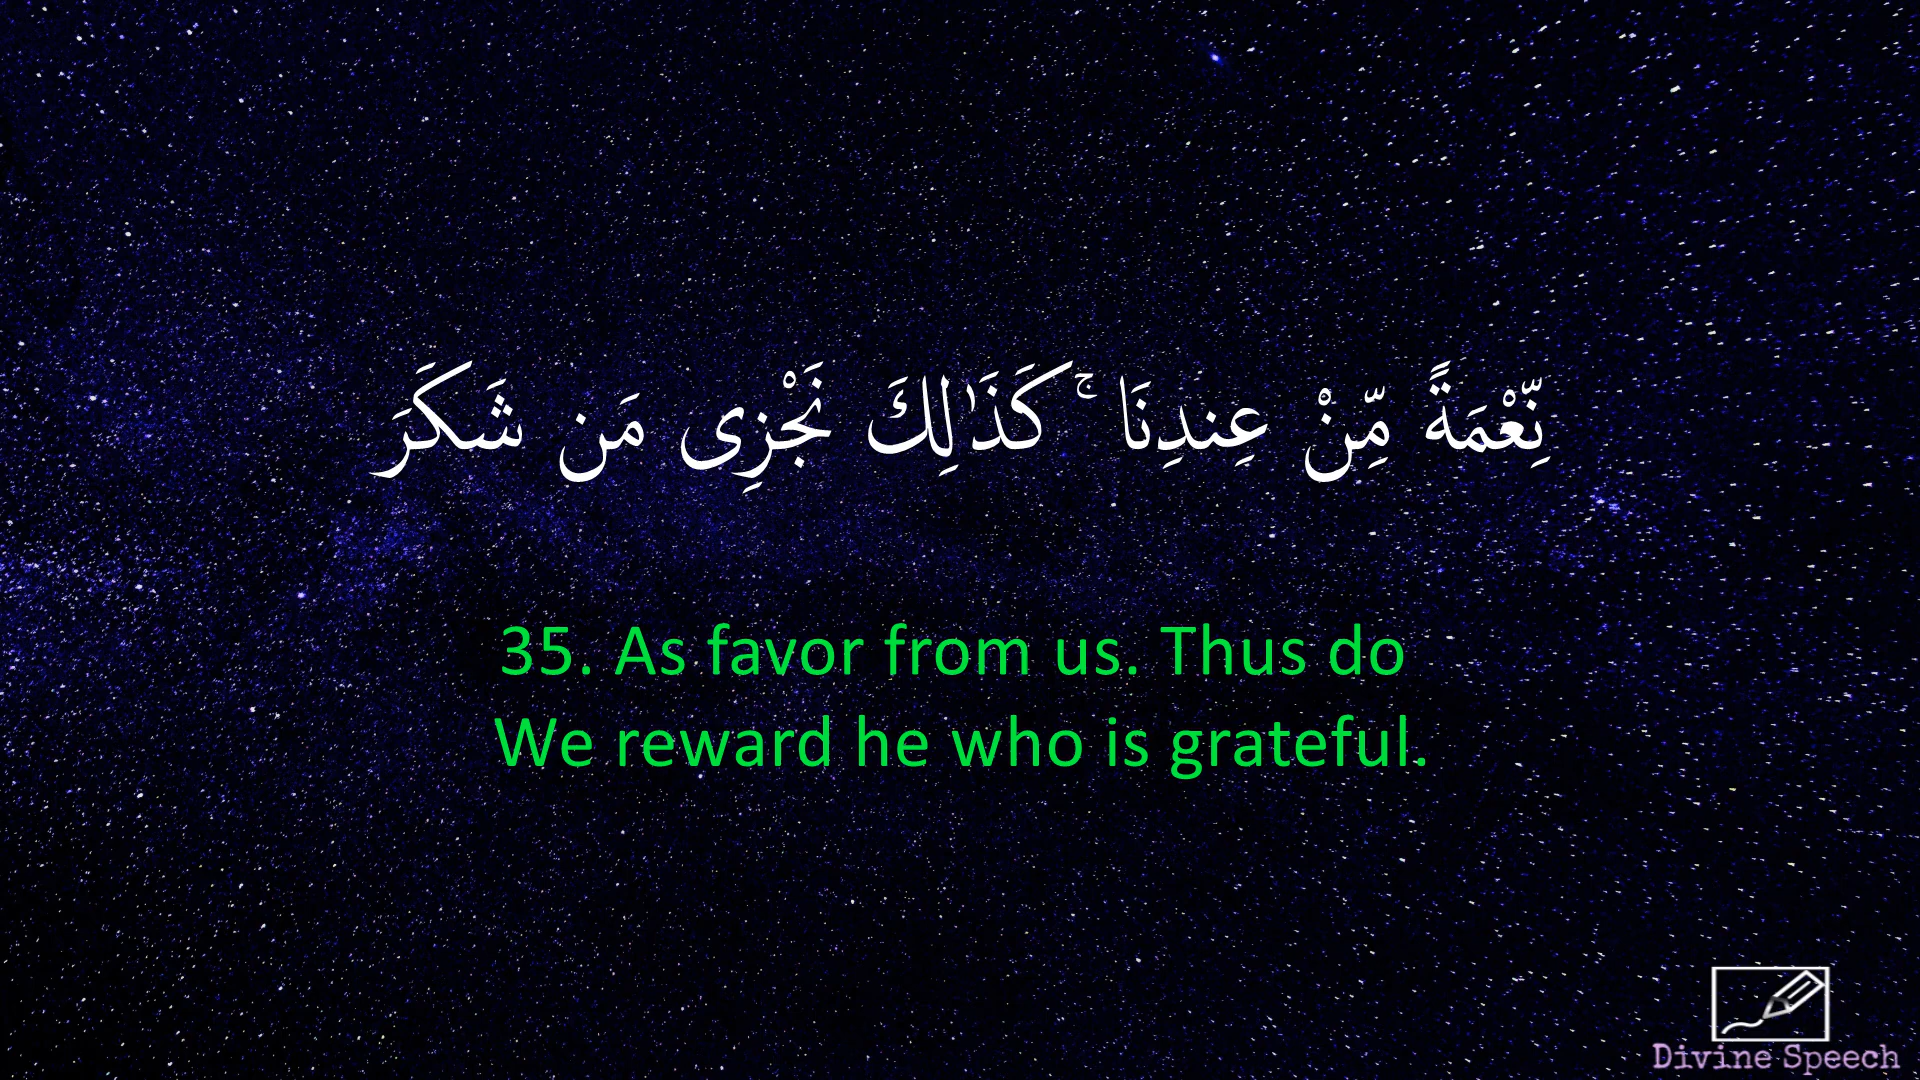 نِّعْمَةً مِّنْ عِندِنَا ۚ كَذَٰلِكَ نَجْزِى مَن شَكَرَ
35. As favor from us. Thus do
We reward he who is grateful.
Divine Speech